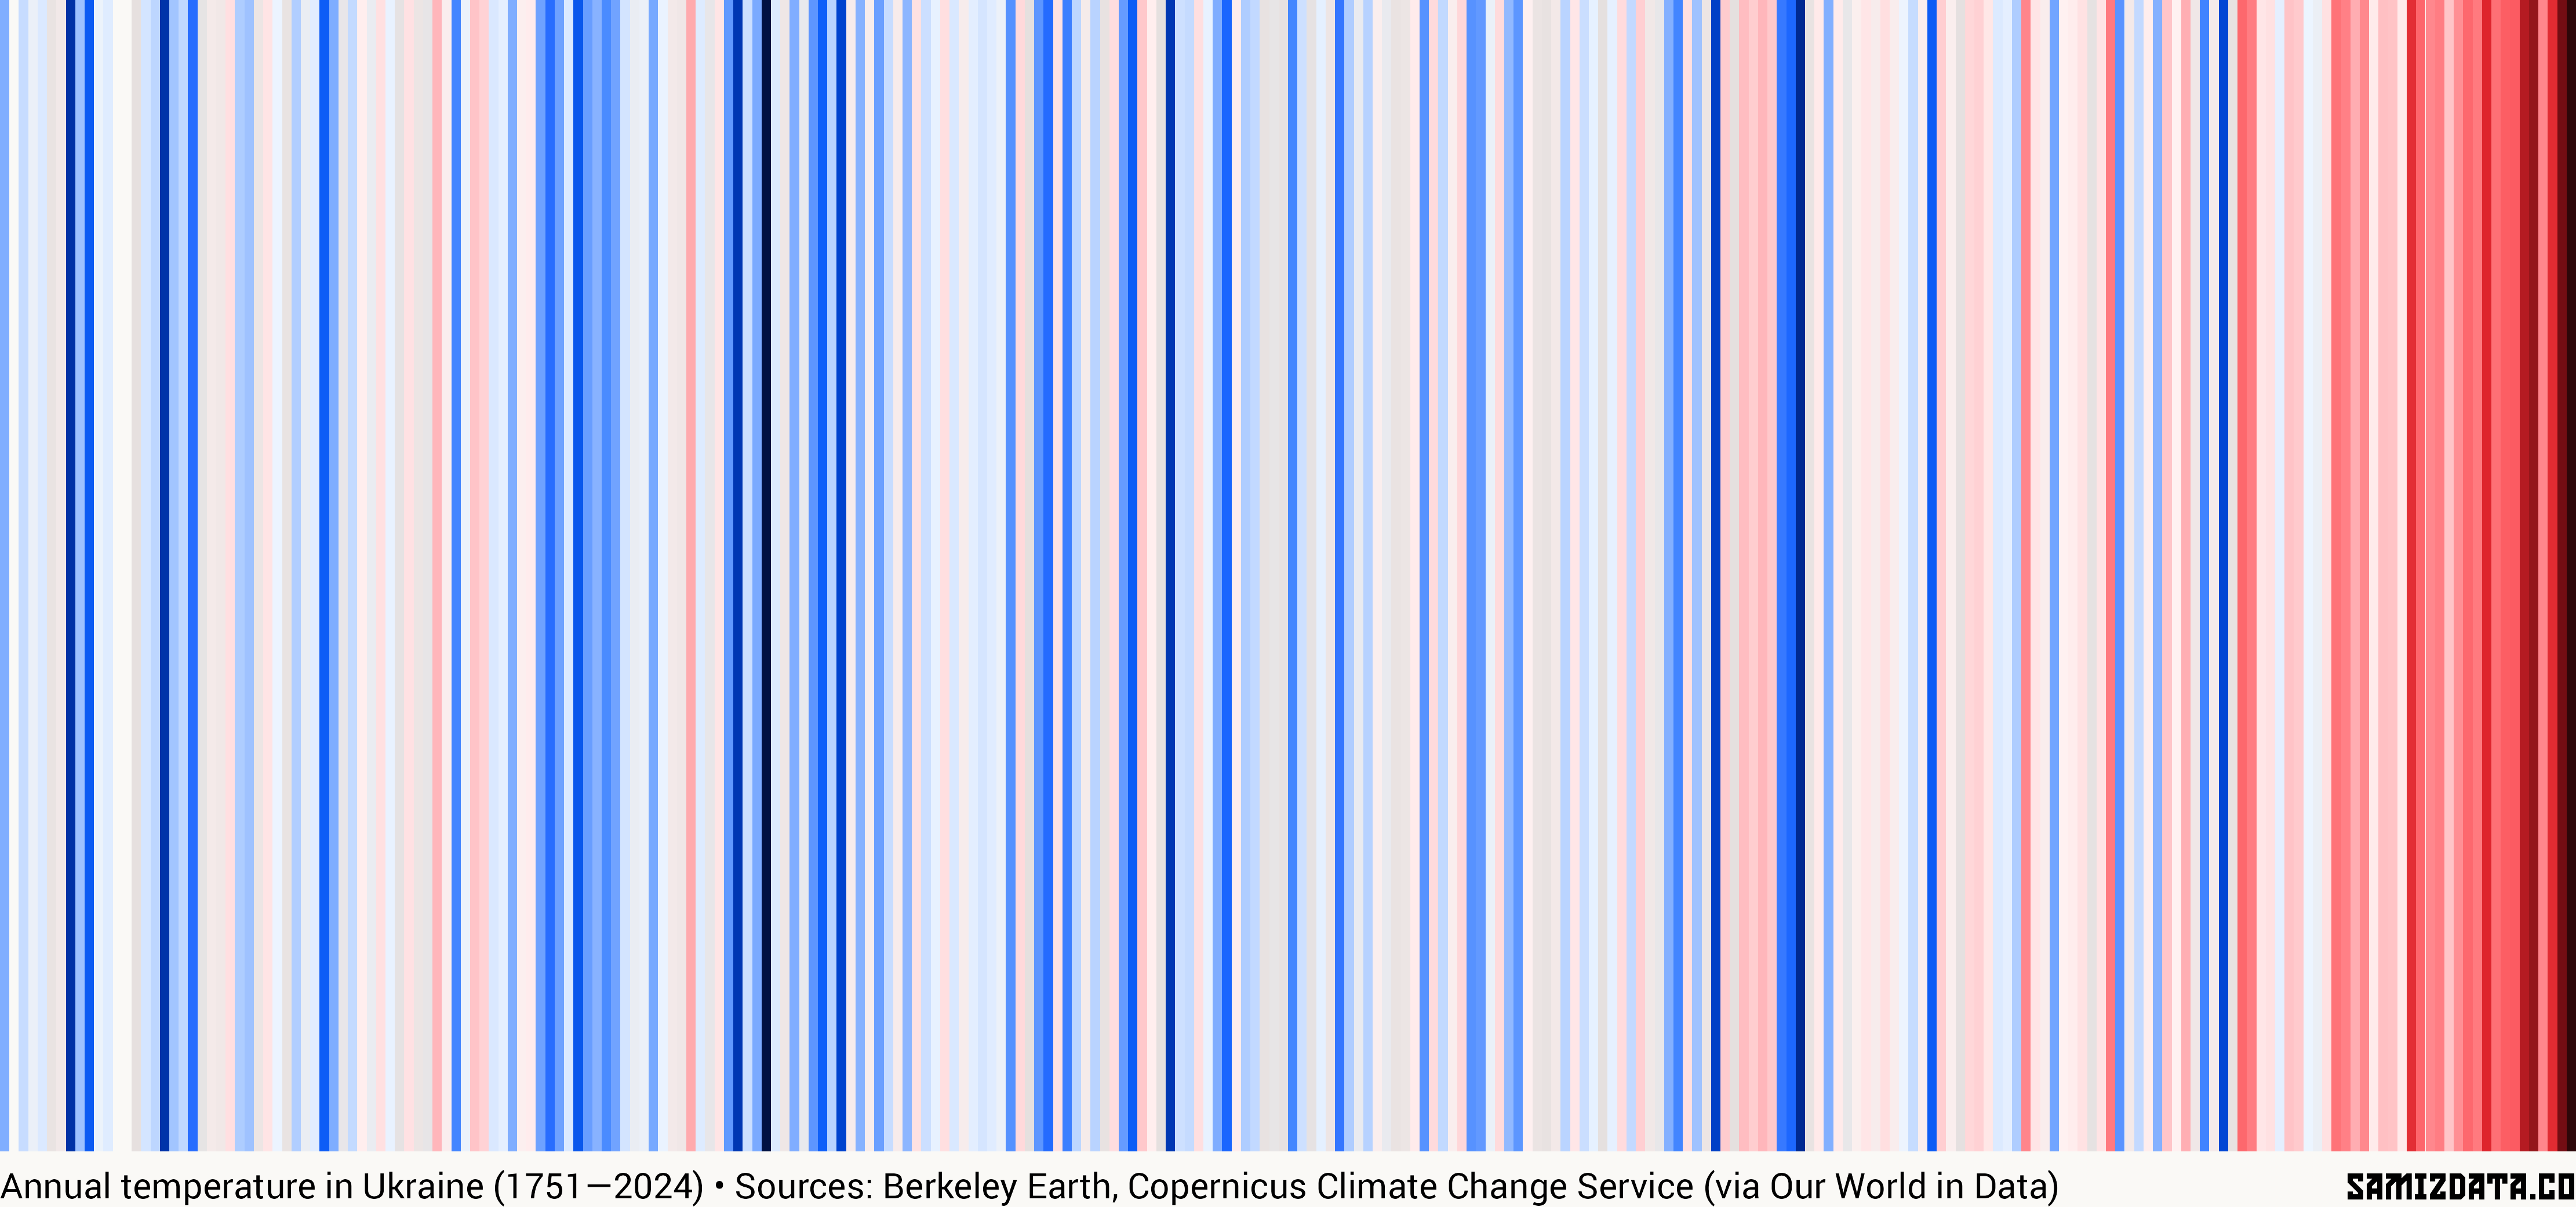 Annual temperature in Ukraine (1751—2024) • Sources: Berkeley Earth, Copernicus Climate Change Service (via Our World in Data)
SAMIZDATA.CO